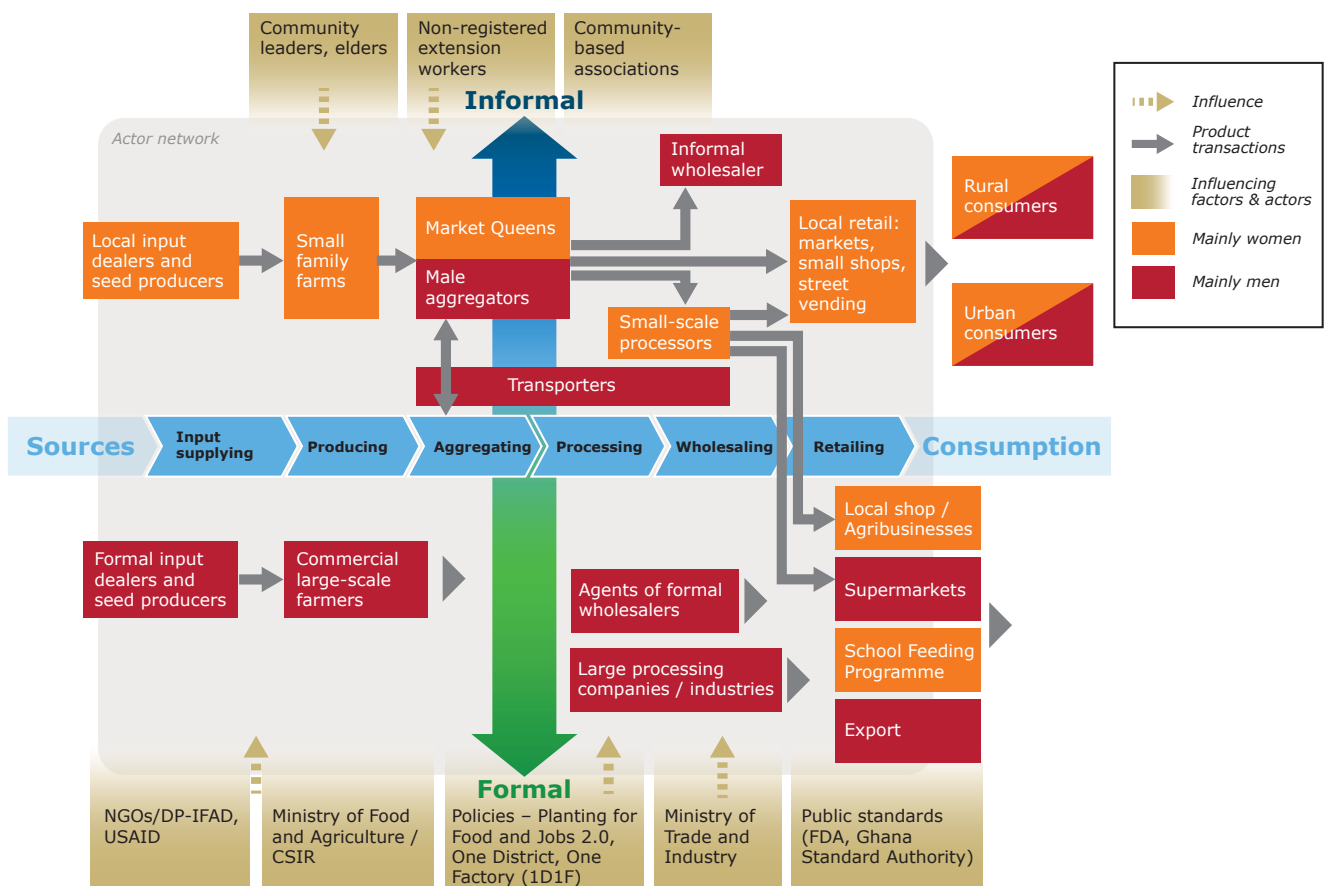 Community
leaders, elders
Non-registered
extension
workers
Community-
based
associations
Informal
Actor network
Influence
Product
transactions
Influencing
factors & actors
Mainly women
Mainly men
Informal
wholesaler
Rural
consumers
Local input
dealers and
seed producers
Small
family
farms
Market Queens
Male
aggregators
Local retail:
markets,
small shops,
street
vending
Small-scale
processors
Urban
consumers
Transporters
Sources
Input
supplying
Producing
Aggregating
Processing
Wholesaling
Retailing
Consumption
Local shop /
Agribusinesses
Formal input
dealers and
seed producers
Commercial
large-scale
farmers
Agents of formal
wholesalers
Supermarkets
Large processing
companies / industries
School Feeding
Programme
Export
Formal
NGOs/DP-IFAD,
USAID
Ministry of Food
and Agriculture /
CSIR
Policies – Planting for
Food and Jobs 2.0,
One District, One
Factory (1D1F)
Ministry of
Trade and
Industry
Public standards
(FDA, Ghana
Standard Authority)